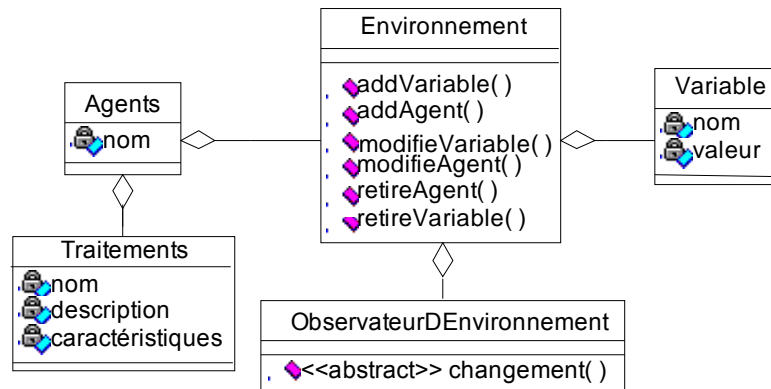 Environnement
addVariable( )
addAgent( )
modifieVariable( )
modifieAgent( )
retireAgent( )
retireVariable( )
Agents
nom
Variable
nom
valeur
Traitements
nom
description
caractéristiques
ObservateurDEnvironnement
<<abstract>> changement( )